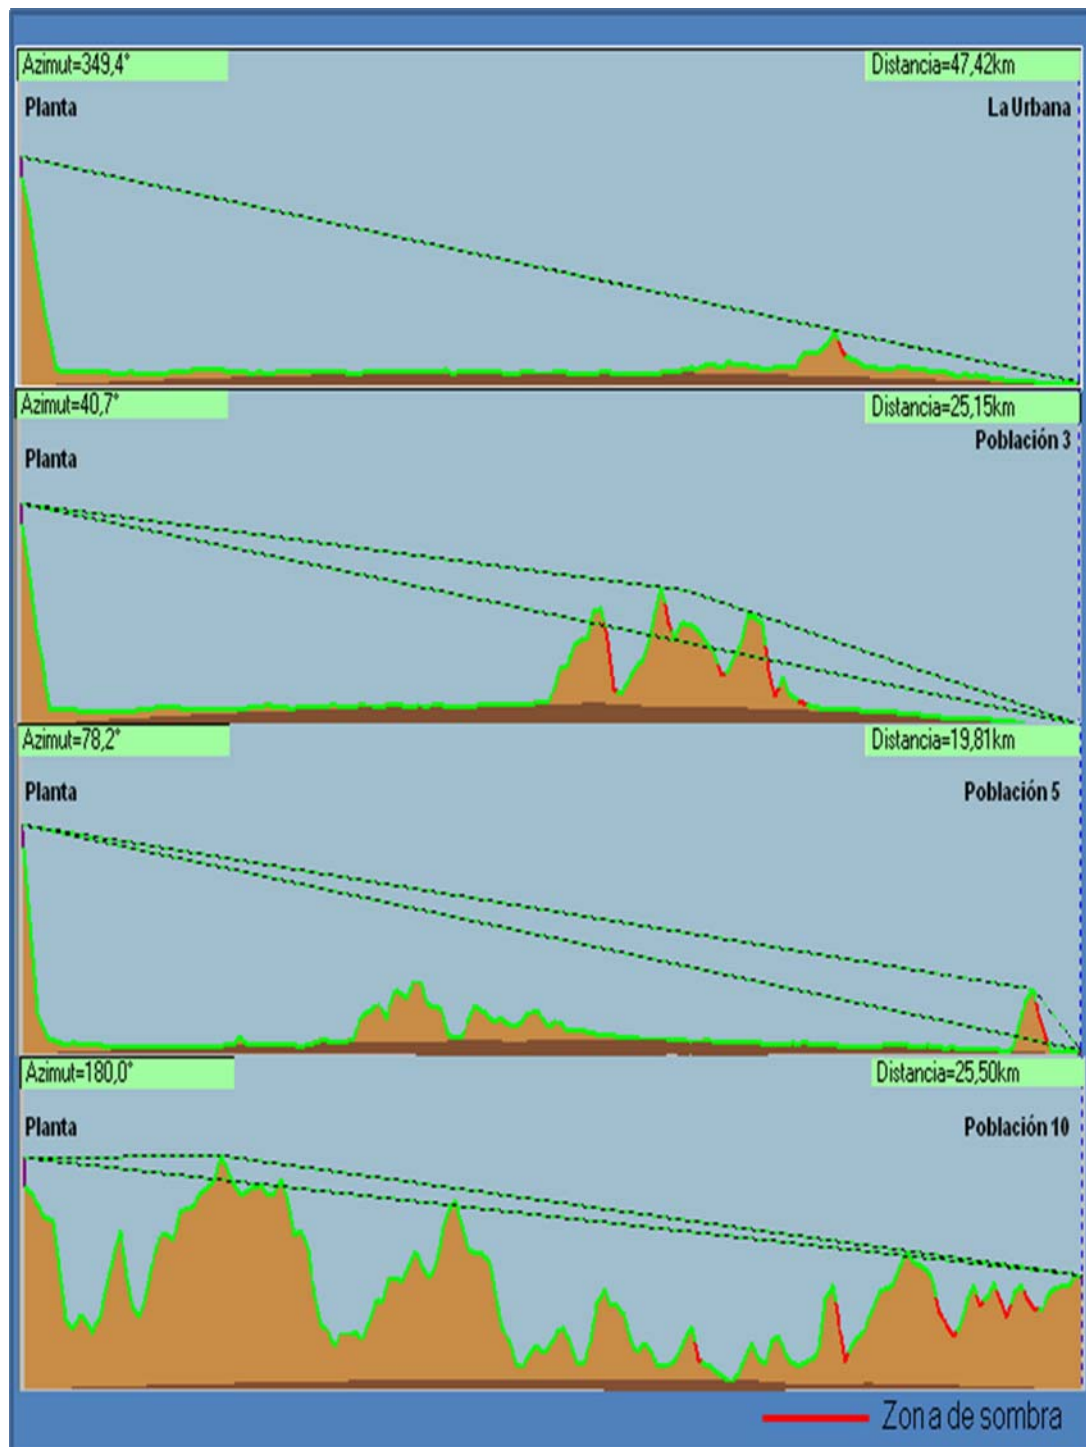 Azimut=349,4° Distancia=47,42km
Planta La Urbana
Azimut=40,7° Distancia=25,15km
Población 3
Planta
Azimut=78,2° Distancia=19,81km
Planta Población 5
Azimut=180,0° Distancia=25,50km
Planta Población 10
Zona de sombra